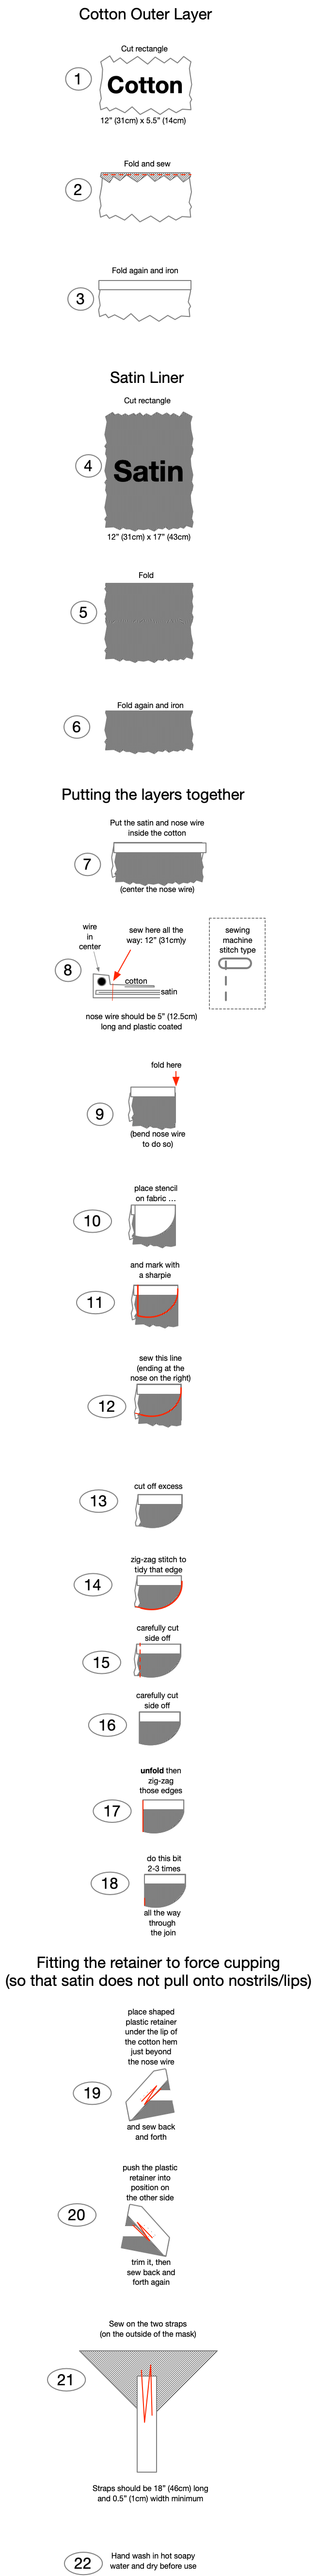 Cotton Outer Layer
Cut rectangle
1
Cotton
12” (31cm) x 5.5” (14cm)
Fold and sew
2
Fold again and iron
3
Satin Liner
Cut rectangle
4
Satin
12” (31cm) x 17” (43cm)
Fold
5
Fold again and iron
6
Putting the layers together
Put the satin and nose wire
inside the cotton
7
(center the nose wire)
wire
in
center
sew here all the
way: 12” (31cm)y
sewing
machine
stitch type
8
cotton
satin
nose wire should be 5” (12.5cm)
long and plastic coated
fold here
9
(bend nose wire
to do so)
place stencil
on fabric …
10
and mark with
a sharpie
11
sew this line
(ending at the
nose on the right)
12
cut off excess
13
zig-zag stitch to
tidy that edge
14
carefully cut
side off
15
carefully cut
side off
16
unfold then
zig-zag
those edges
17
do this bit
2-3 times
18
all the way
through
the join
Fitting the retainer to force cupping
(so that satin does not pull onto nostrils/lips)
place shaped
plastic retainer
under the lip of
the cotton hem
just beyond
the nose wire
19
and sew back
and forth
push the plastic
retainer into
position on
the other side
20
trim it, then
sew back and
forth again
Sew on the two straps
(on the outside of the mask)
21
Straps should be 18” (46cm) long
and 0.5” (1cm) width minimum
22
Hand wash in hot soapy
water and dry before use